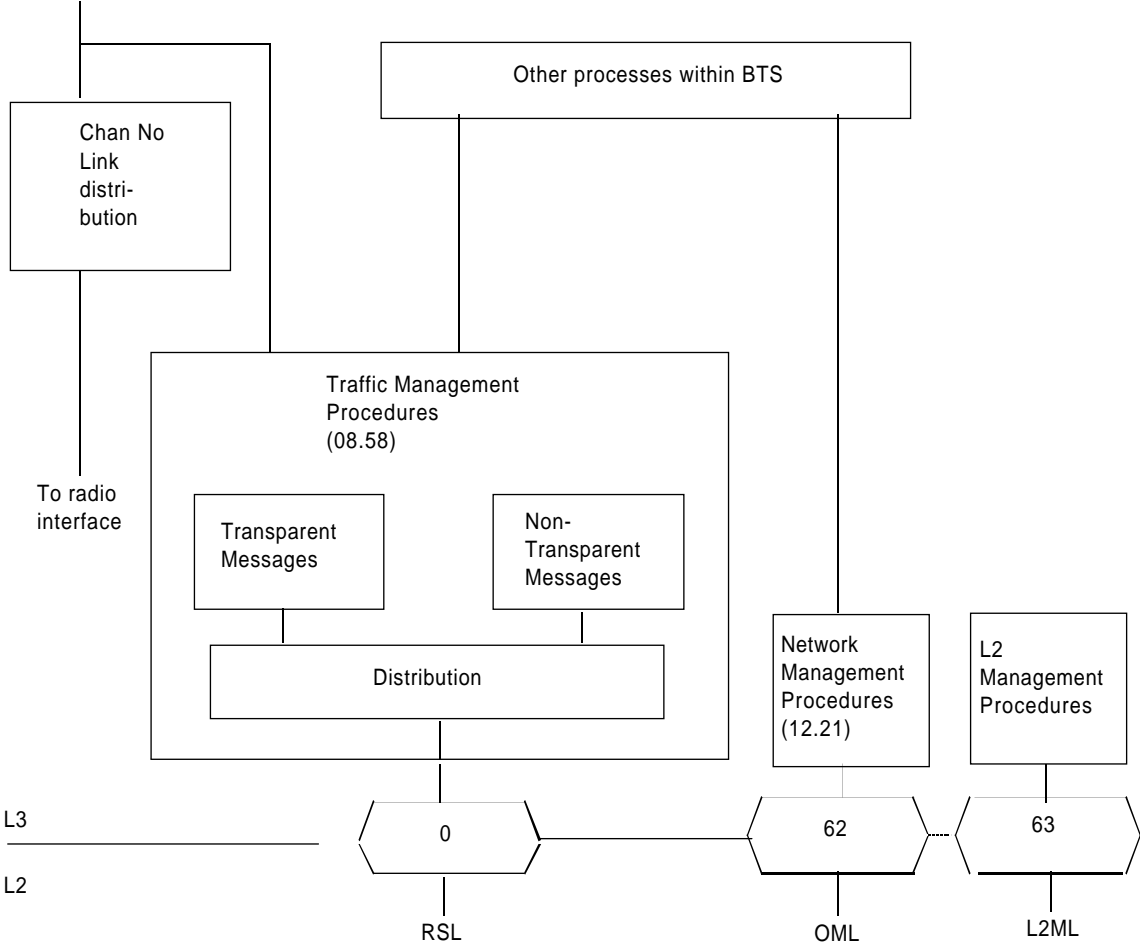 Other processes within BTS
Chan No
Link
distri-
bution
Traffic Management
Procedures
(08.58)
To radio
interface
Transparent
Messages
Non-
Transparent
Messages
Distribution
Network
Management
Procedures
(12.21)
L2
Management
Procedures
L3
0
62
63
L2
RSL
OML
L2ML